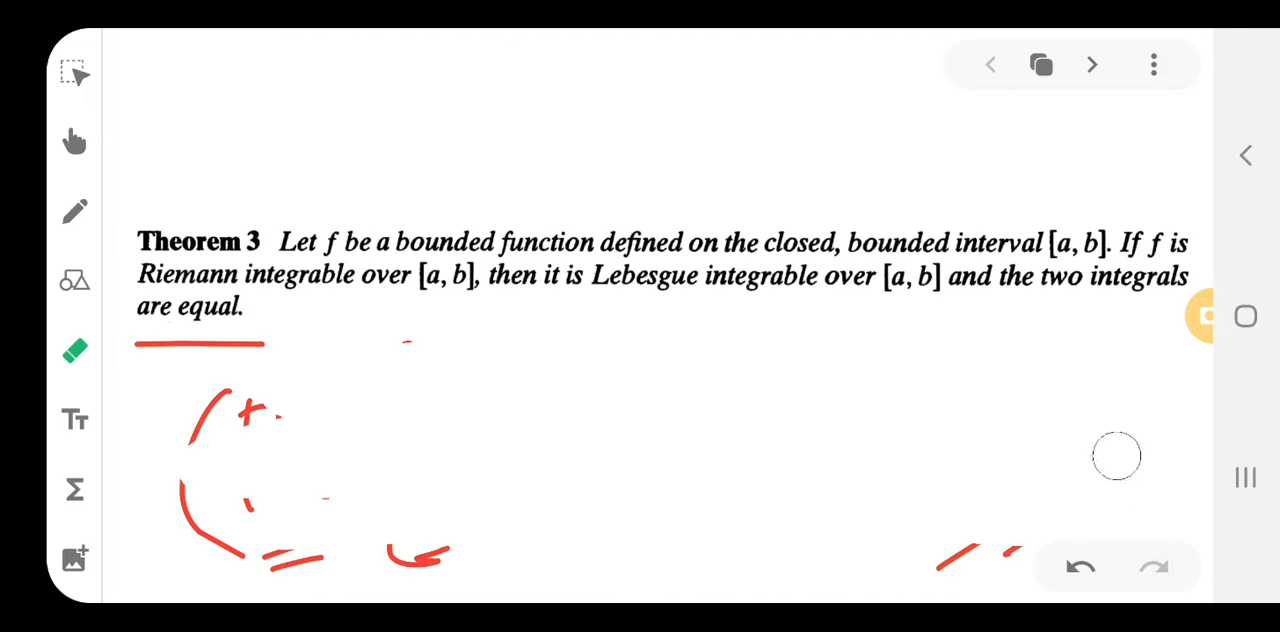 Theorem 3 Let f be a bounded function defined on the closed, bounded interval [a, b]. If f is
Riemann integrable over [a, b], then it is Lebesgue integrable over [a, b] and the two integrals
are equal.